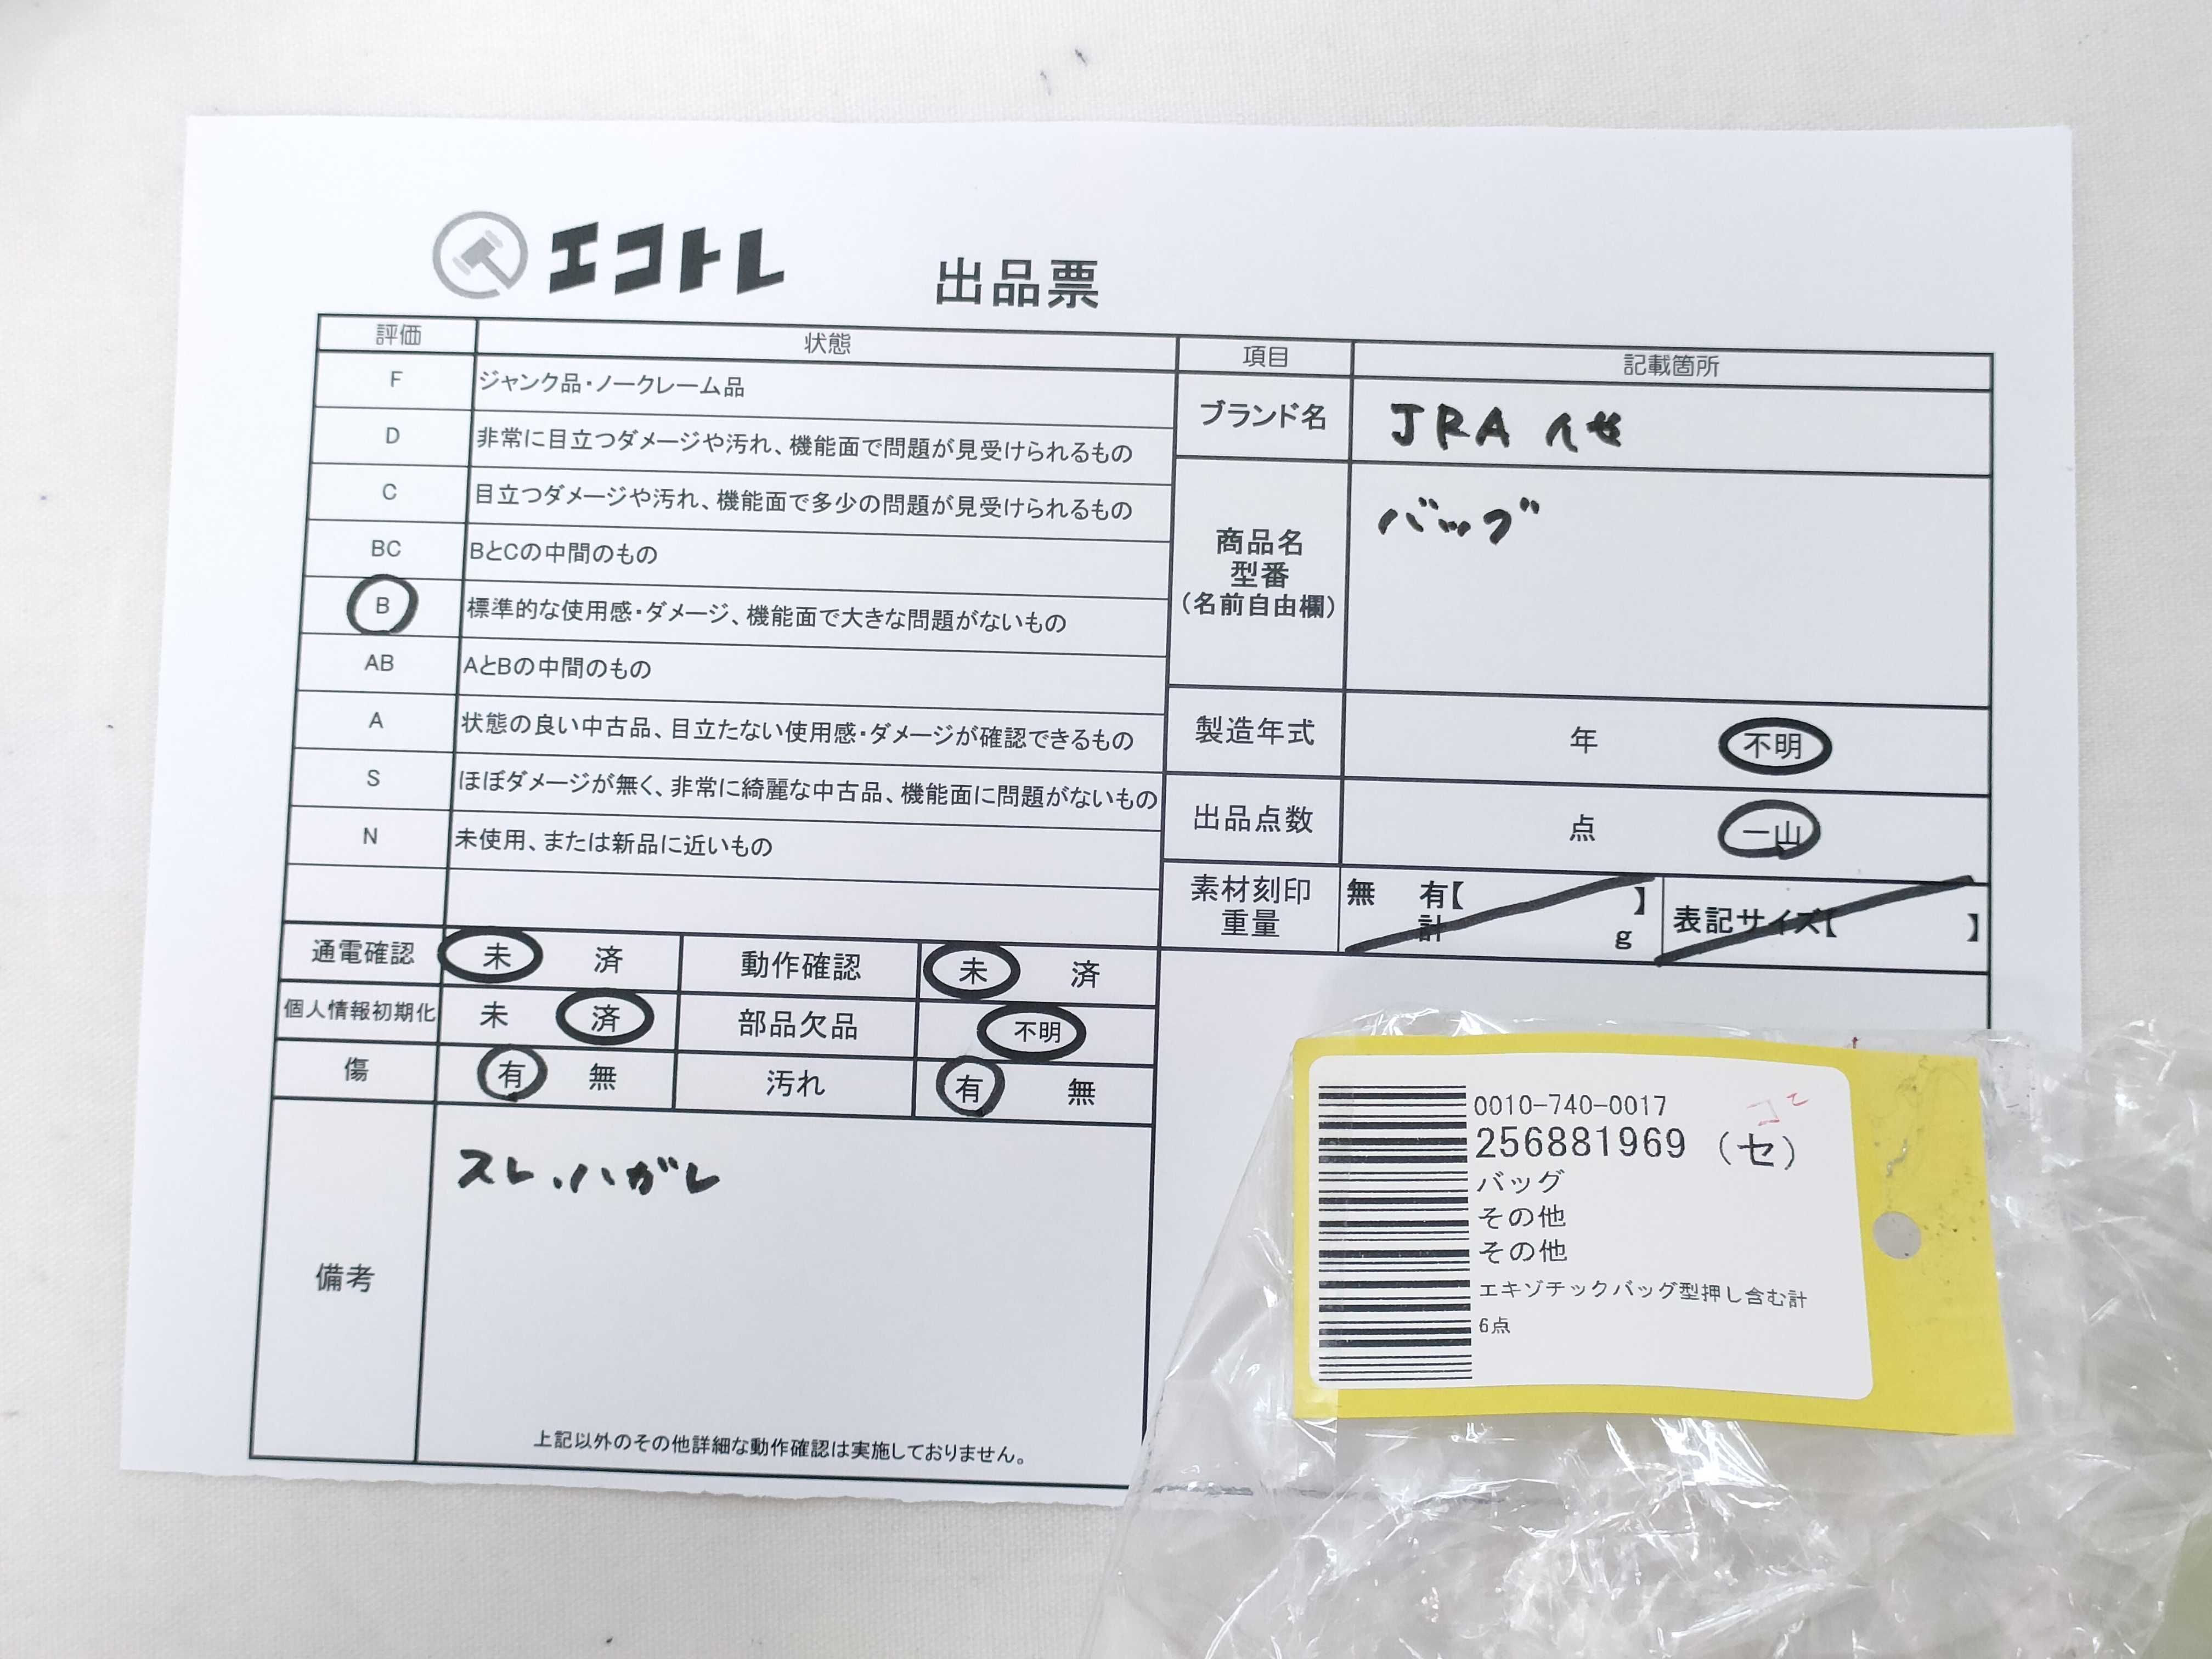 エコトレ 出品票
評価 状態
F ジャンク品・ノークレーム品
D 非常に目立つダメージや汚れ、機能面で問題が見受けられるもの
C 目立つダメージや汚れ、機能面で多少の問題が見受けられるもの
BC BとCの中間のもの
B 標準的な使用感・ダメージ、機能面で大きな問題がないもの
AB AとBの中間のもの
A 状態の良い中古品、目立たない使用感・ダメージが確認できるもの
S ほぼダメージが無く、非常に綺麗な中古品、機能面に問題がないもの
N 未使用、または新品に近いもの
通電確認 未 済 動作確認 未 済
個人情報初期化 未 済 部品欠品 不明
傷 有 無 汚れ 有 無
備考
スレ、ハガレ
上記以外のその他詳細な動作確認は実施しておりません。
項目 記載箇所
ブランド名 JRA 他
商品名
型番
(名前自由欄)
バッグ
製造年式 年 不明
出品点数 点 一山
素材刻印
重量
無 有【 】
計 g
表記サイズ【 】
0010-740-0017
256881969 (セ)
バッグ
その他
その他
エキゾチックバッグ型押し含む計
6点